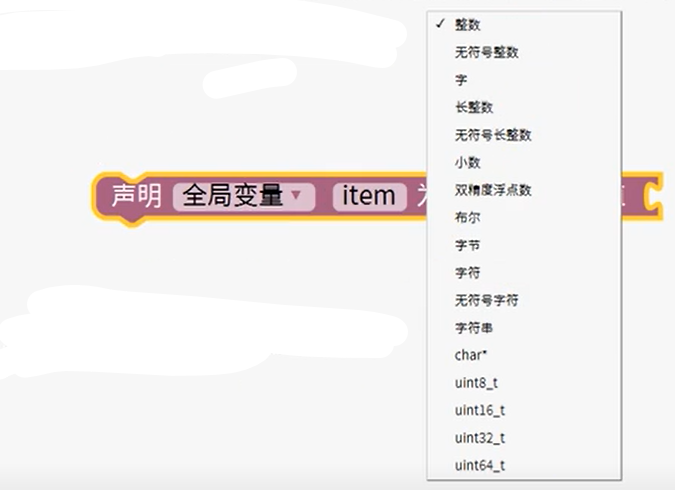 ✓ 整数
无符号整数
字
长整数
无符号长整数
小数
双精度浮点数
布尔
字节
字符
无符号字符
字符串
char*
uint8_t
uint16_t
uint32_t
uint64_t
声明 全局变量 item